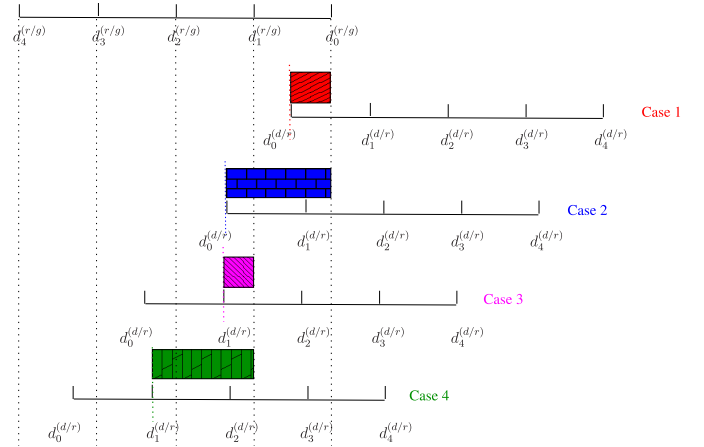 d_4^{(r/g)} d_3^{(r/g)} d_2^{(r/g)} d_1^{(r/g)} d_0^{(r/g)}
Case 1
d_0^{(d/r)} d_1^{(d/r)} d_2^{(d/r)} d_3^{(d/r)} d_4^{(d/r)}
Case 2
d_0^{(d/r)} d_1^{(d/r)} d_2^{(d/r)} d_3^{(d/r)} d_4^{(d/r)}
Case 3
d_0^{(d/r)} d_1^{(d/r)} d_2^{(d/r)} d_3^{(d/r)} d_4^{(d/r)}
Case 4
d_0^{(d/r)} d_1^{(d/r)} d_2^{(d/r)} d_3^{(d/r)} d_4^{(d/r)}